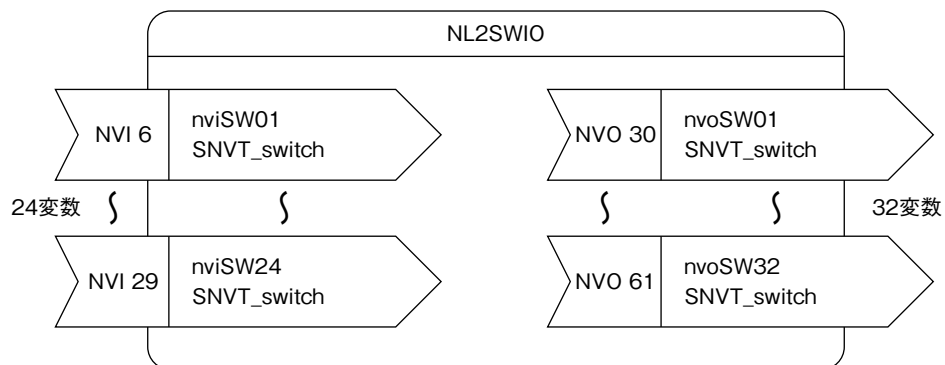 NL2SWIO
NVI 6
nviSW01
SNVT_switch
NVO 30
nvoSW01
SNVT_switch
24変数
32変数
NVI 29
nviSW24
SNVT_switch
NVO 61
nvoSW32
SNVT_switch